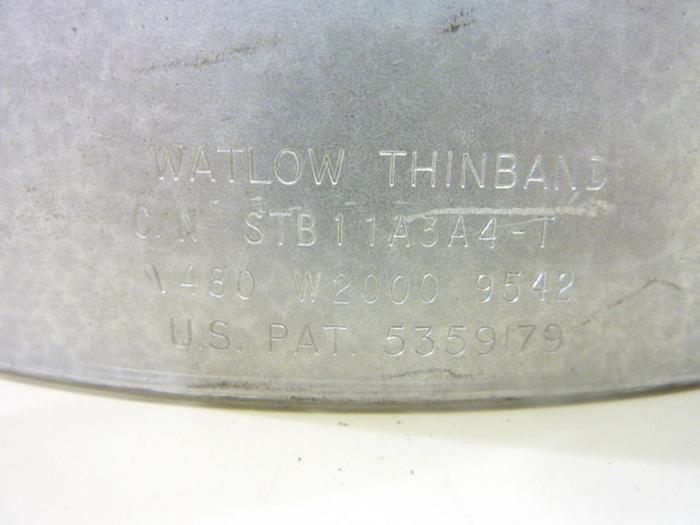 WATLOW THINBAND
C/N STB11A3A4-T
V480 W2000 9542
U.S. PAT. 5359179